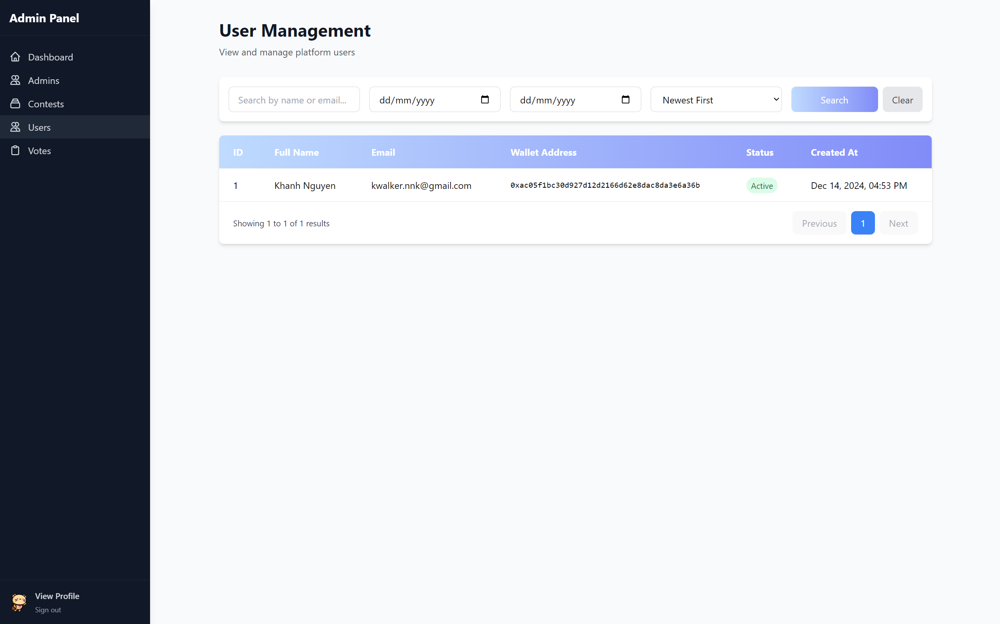 Admin Panel
Dashboard
Admins
Contests
Users
Votes
View Profile
Sign out
User Management
View and manage platform users
Search by name or email... dd/mm/yyyy dd/mm/yyyy Newest First Search Clear
ID Full Name Email Wallet Address Status Created At
1 Khanh Nguyen kwalker.nnk@gmail.com 0xac05f1bc30d927d12d2166d62e8dac8da3e6a36b Active Dec 14, 2024, 04:53 PM
Showing 1 to 1 of 1 results Previous 1 Next